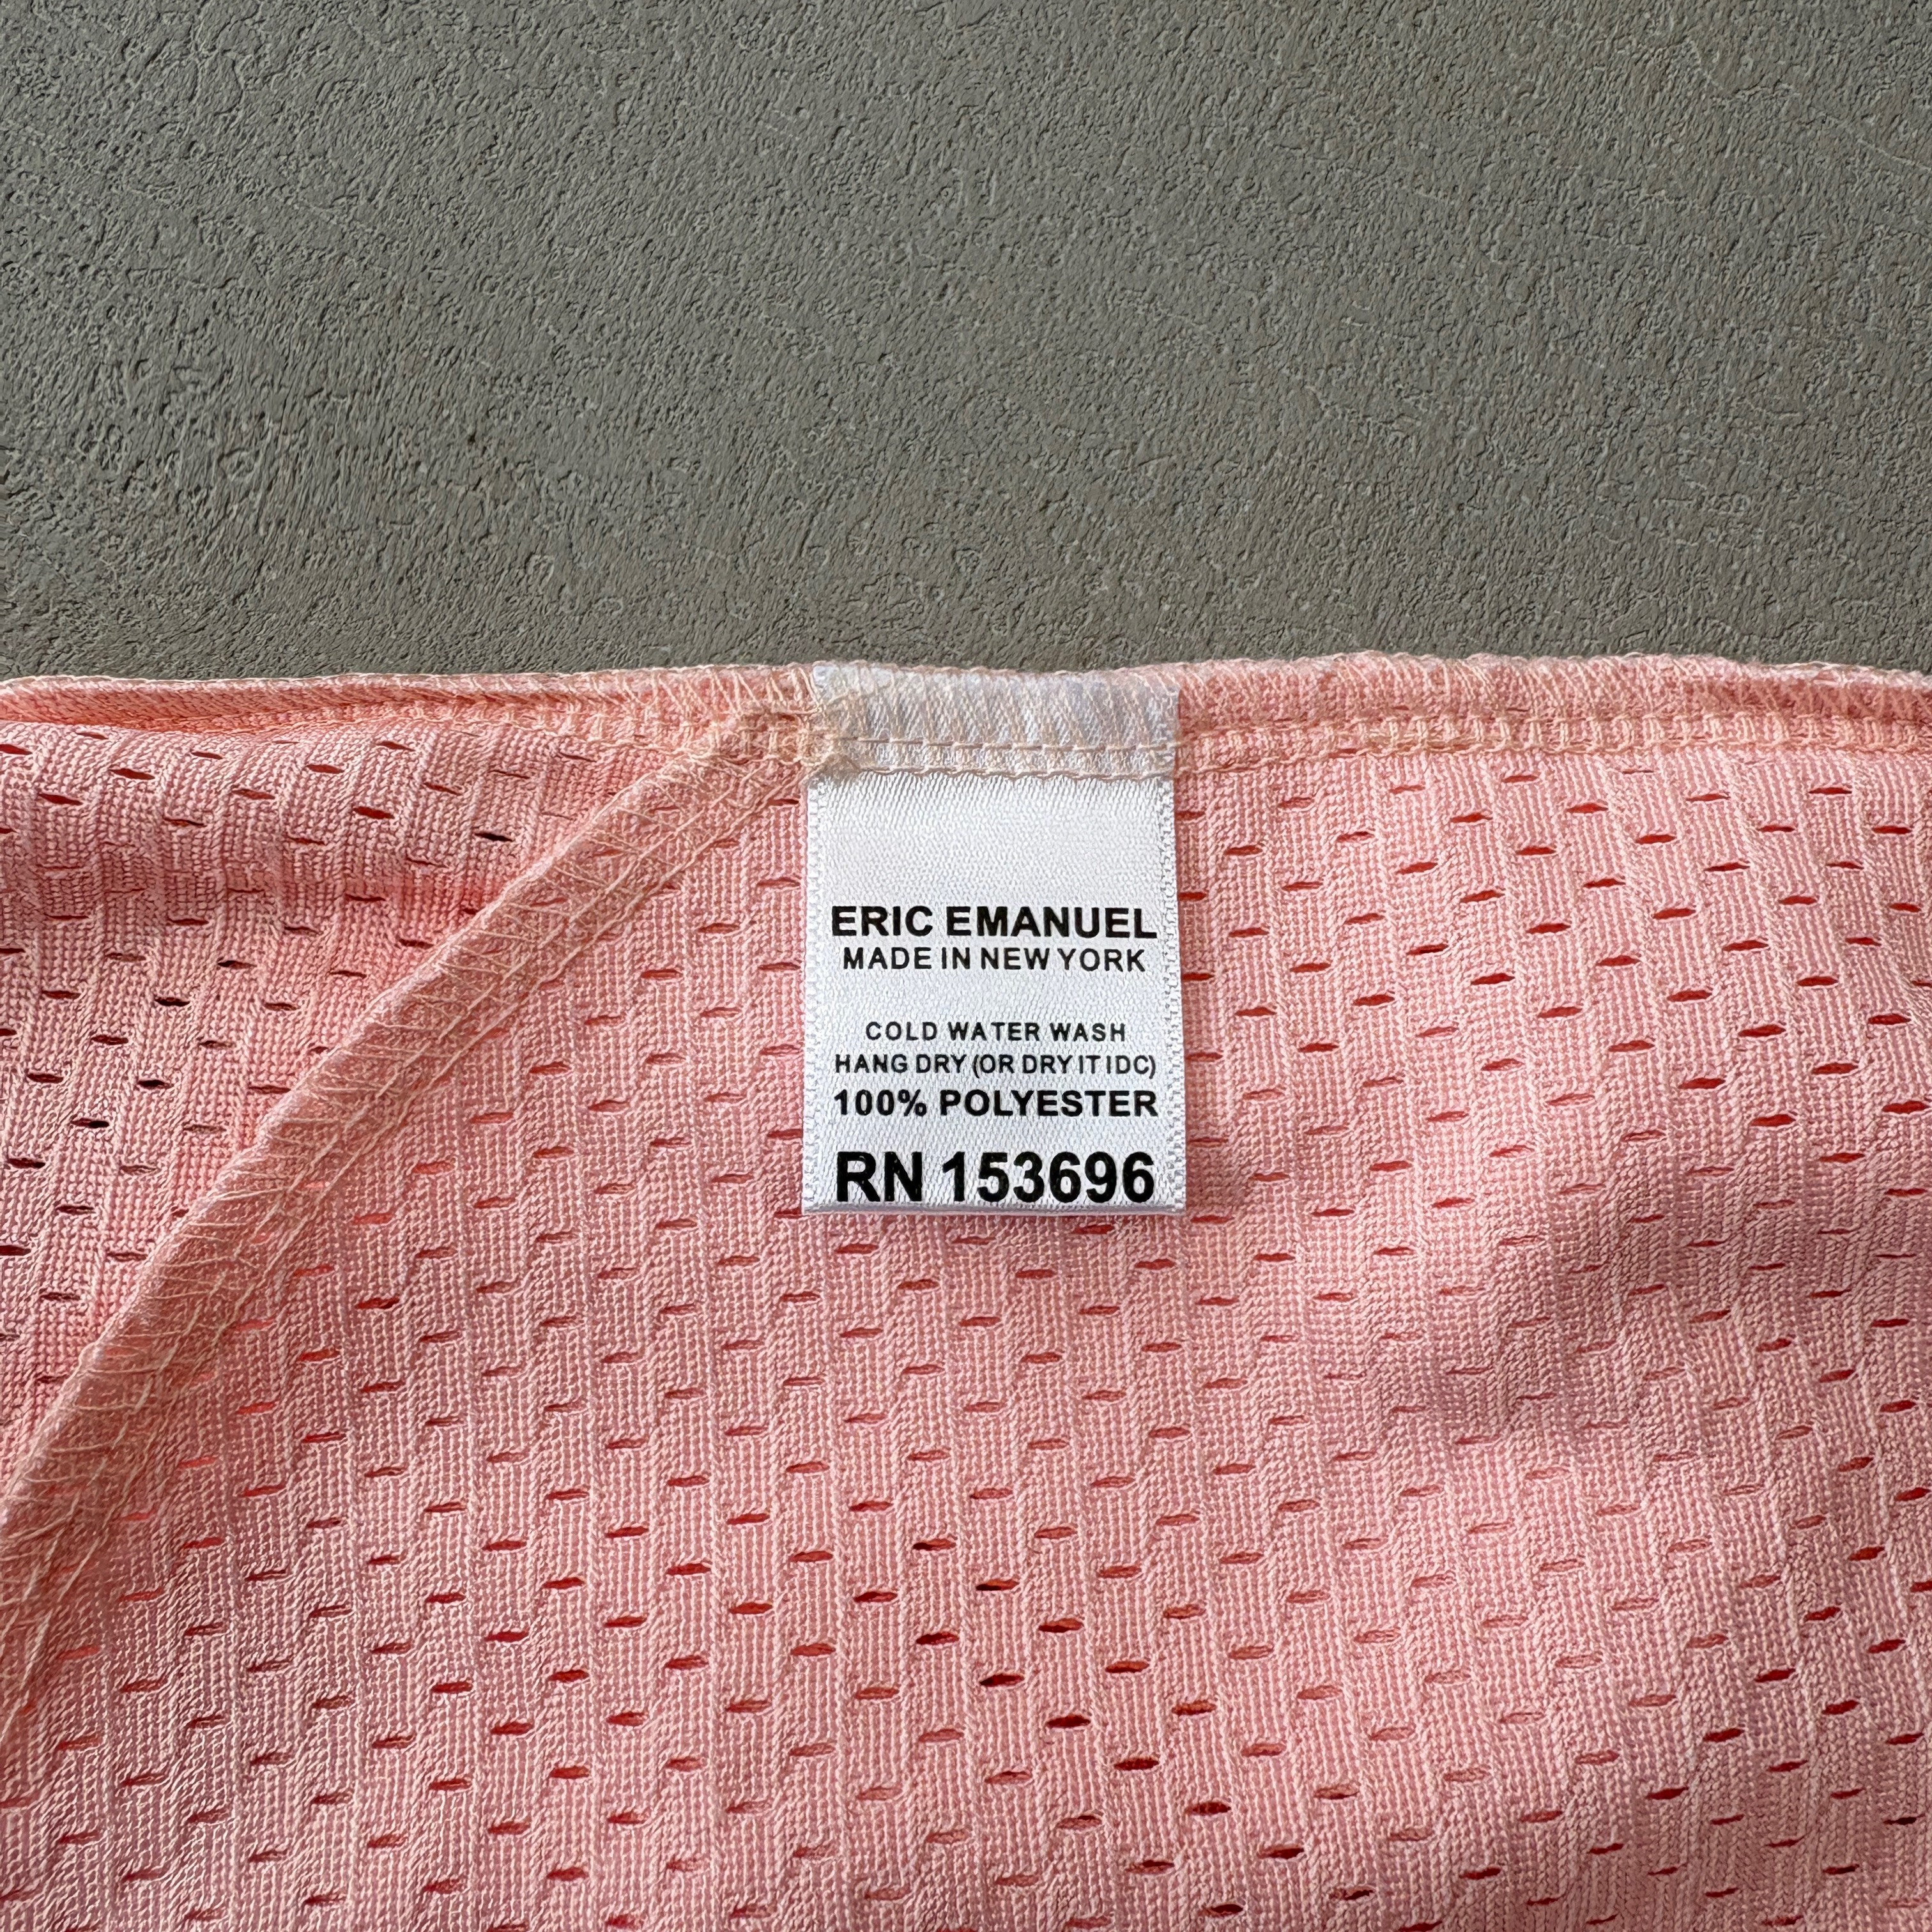 ERIC EMANUEL
MADE IN NEW YORK
COLD WATER WASH
HANG DRY (OR DRY IT IDC)
100% POLYESTER
RN 153696